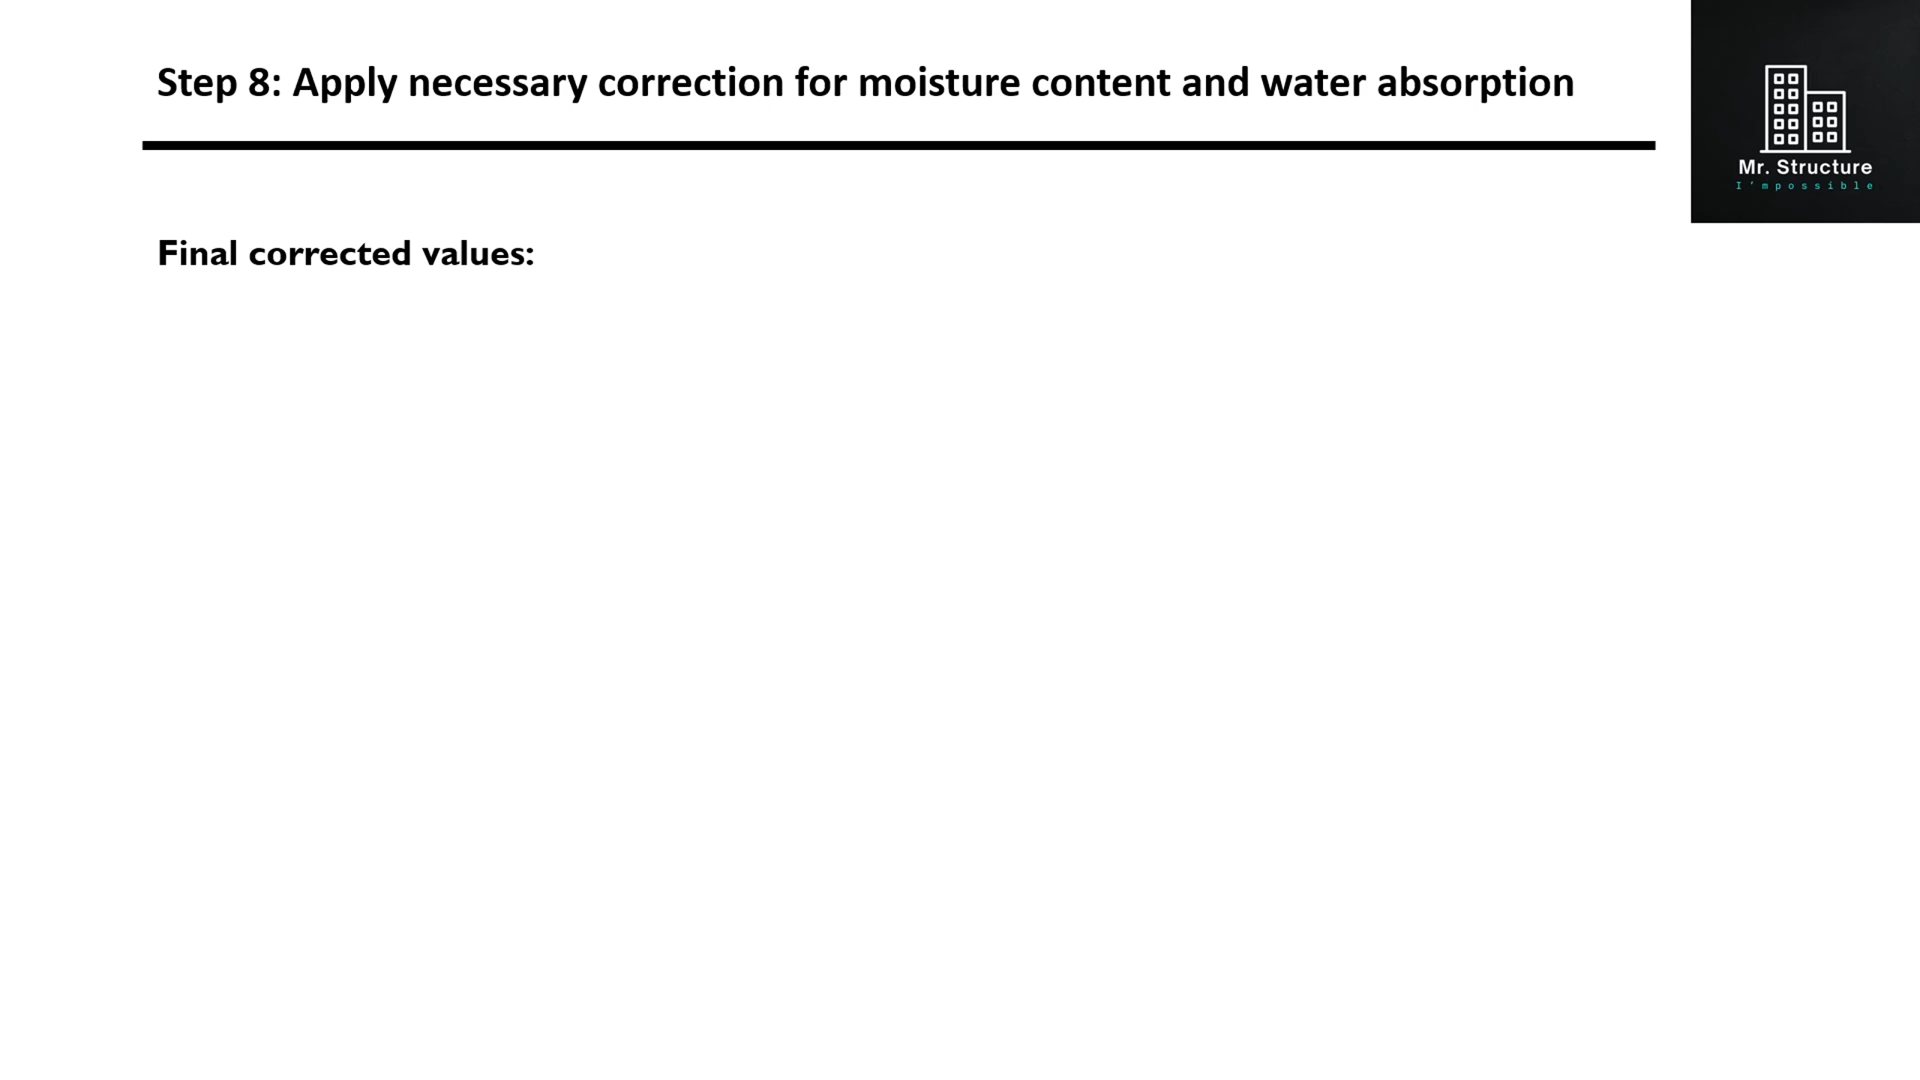 Step 8: Apply necessary correction for moisture content and water absorption
Mr. Structure
I'mpossible
Final corrected values: